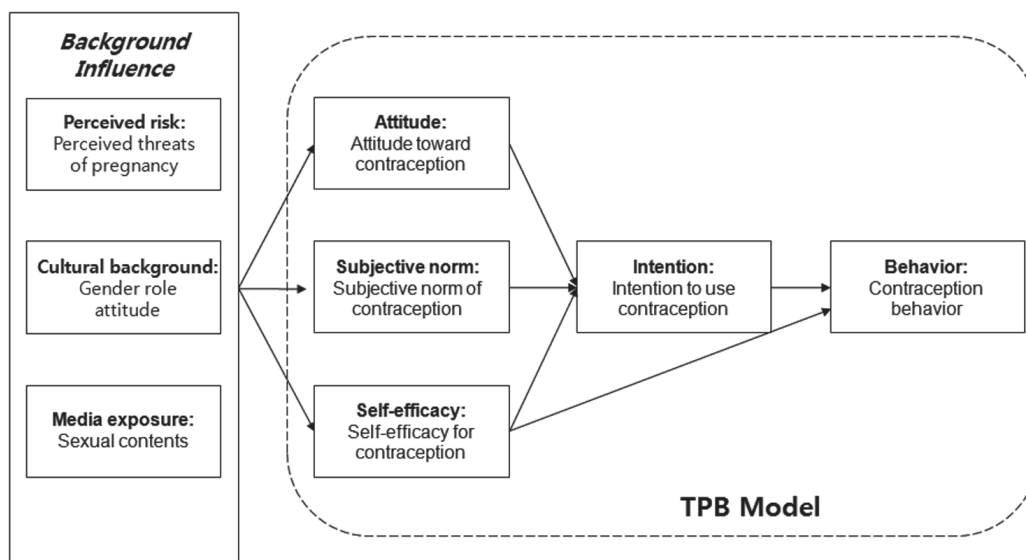 Background
Influence
Perceived risk:
Perceived threats
of pregnancy
Cultural background:
Gender role
attitude
Media exposure:
Sexual contents
Attitude:
Attitude toward
contraception
Subjective norm:
Subjective norm of
contraception
Self-efficacy:
Self-efficacy for
contraception
Intention:
Intention to use
contraception
Behavior:
Contraception
behavior
TPB Model